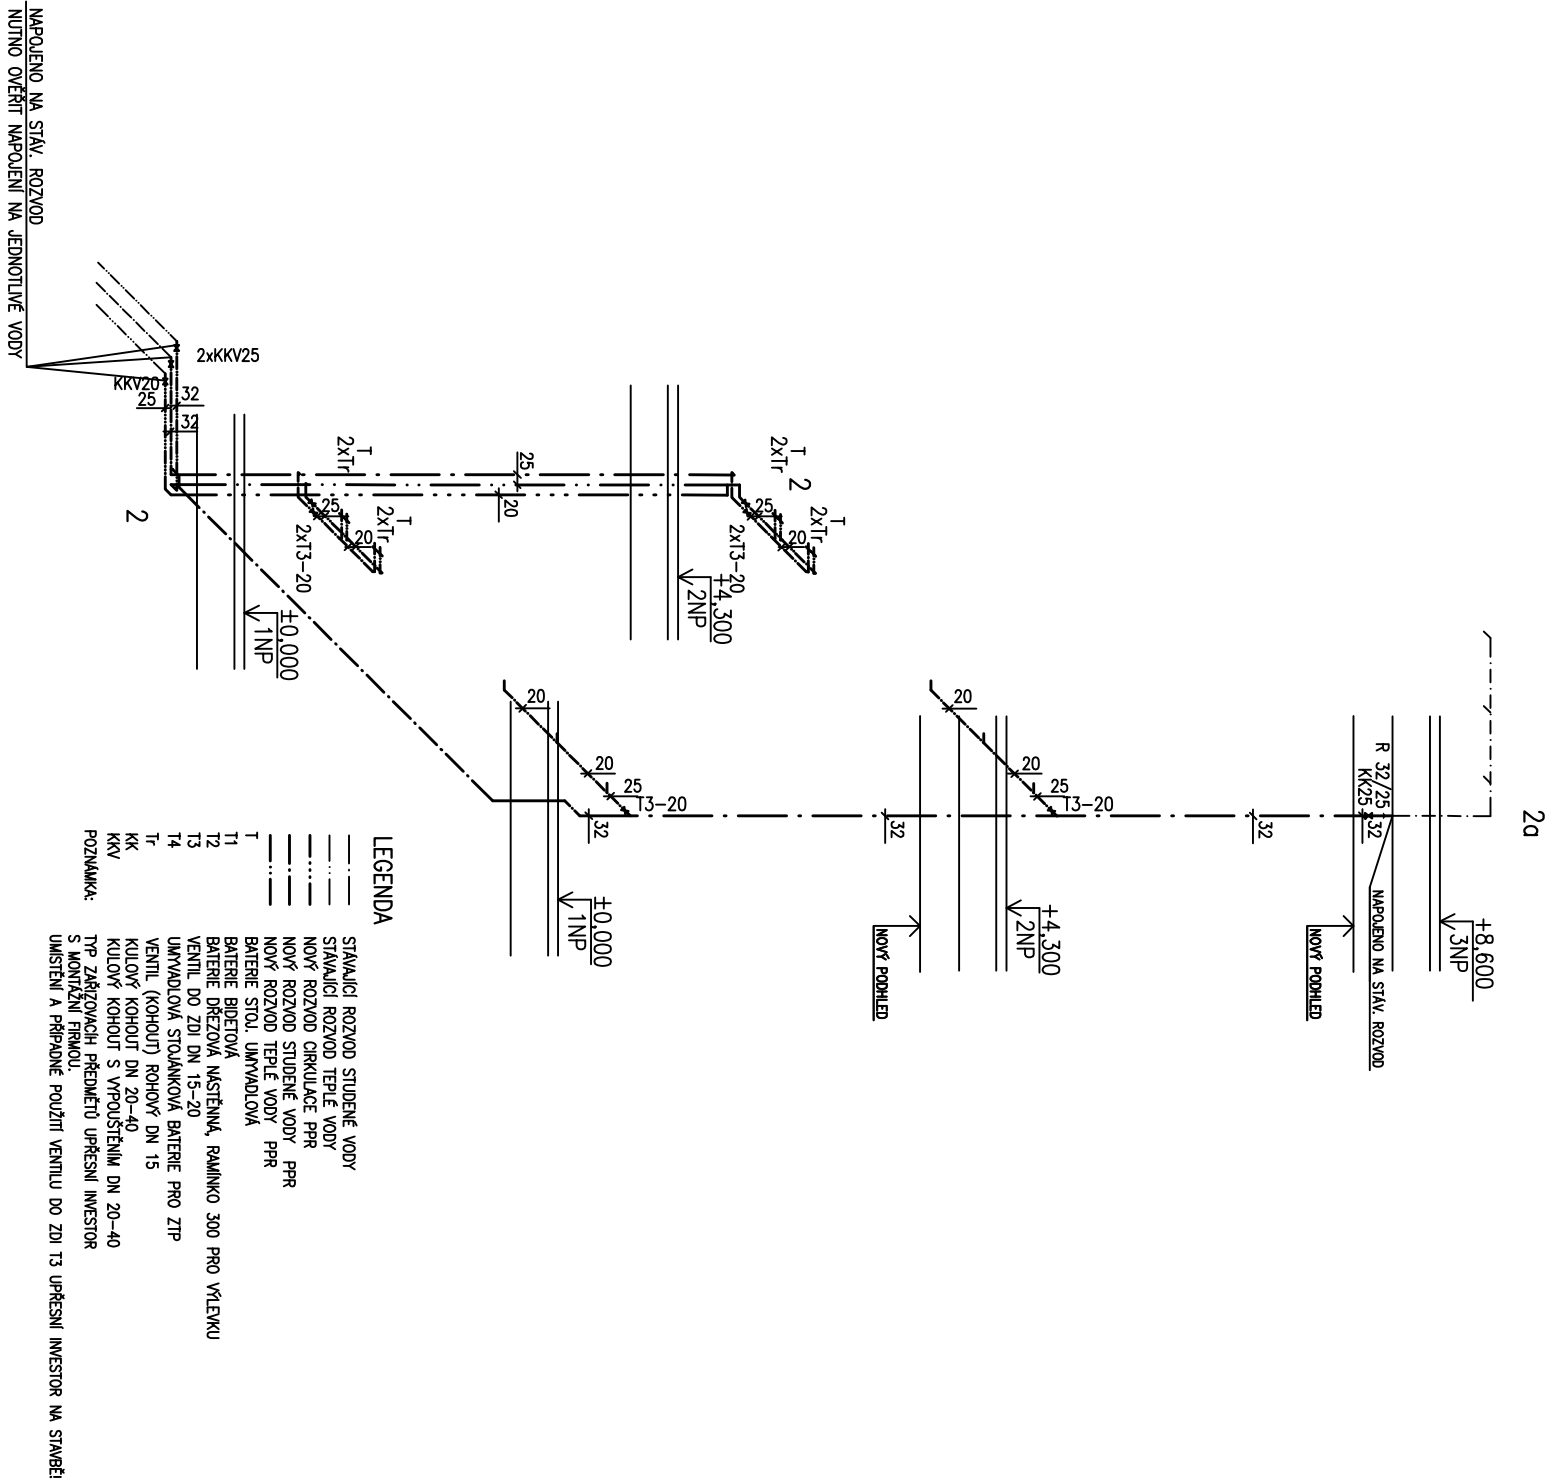 2a
+8,600
3NP
NAPOJENO NA STÁV. ROZVOD
R 32/25
KK25
32
NOVÝ PODHLED
32
+4,300
2NP
T3-20
25
20
20
NOVÝ PODHLED
32
±0,000
1NP
T3-20
25
20
20
32
2
T
2xTr
T
2xTr
25
20
2xT3-20
+4,300
2NP
25
20
T
2xTr
T
2xTr
25
20
2xT3-20
±0,000
1NP
2
2xKKV25
KKV20
25
32
32
NAPOJENO NA STÁV. ROZVOD
NUTNO OVĚŘIT NAPOJENÍ NA JEDNOTLIVÉ VODY
LEGENDA
STÁVAJÍCÍ ROZVOD STUDENÉ VODY
STÁVAJÍCÍ ROZVOD TEPLÉ VODY
NOVÝ ROZVOD CIRKULACE PPR
NOVÝ ROZVOD STUDENÉ VODY PPR
NOVÝ ROZVOD TEPLÉ VODY PPR
T BATERIE STOJ. UMYVADLOVÁ
T1 BATERIE BIDETOVÁ
T2 BATERIE DŘEZOVÁ NÁSTĚNNÁ, RAMÍNKO 300 PRO VÝLEVKU
T3 VENTIL DO ZDI DN 15-20
T4 UMYVADLOVÁ STOJÁNKOVÁ BATERIE PRO ZTP
Tr VENTIL (KOHOUT) ROHOVÝ DN 15
KK KULOVÝ KOHOUT DN 20-40
KKV KULOVÝ KOHOUT S VYPOUŠTĚNÍM DN 20-40
POZNÁMKA: TYP ZAŘIZOVACÍH PŘEDMĚTŮ UPŘESNÍ INVESTOR
S MONTÁŽNÍ FIRMOU.
UMÍSTĚNÍ A PŘÍPADNÉ POUŽITÍ VENTILU DO ZDI T3 UPŘESNÍ INVESTOR NA STAVBĚ!